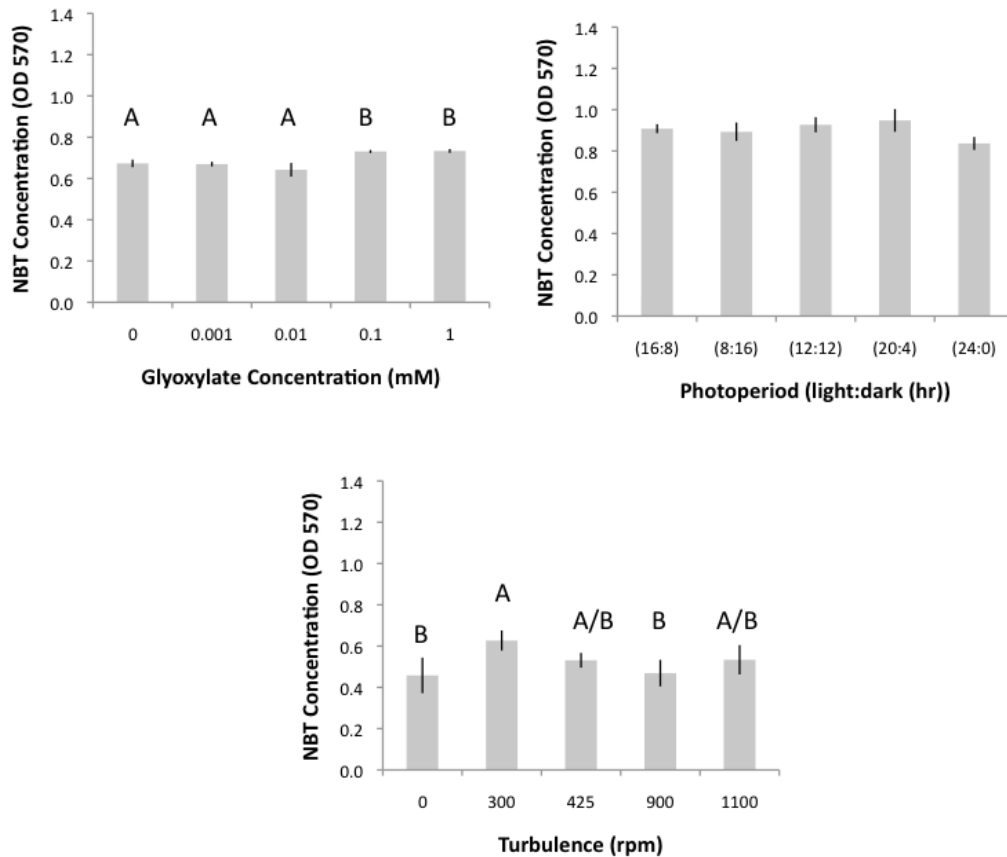 NBT Concentration (OD 570)
1.4
1.2
1.0
0.8
0.6
0.4
0.2
0.0
A A A B B
0 0.001 0.01 0.1 1
Glyoxylate Concentration (mM)
NBT Concentration (OD 570)
1.4
1.2
1.0
0.8
0.6
0.4
0.2
0.0
(16:8) (8:16) (12:12) (20:4) (24:0)
Photoperiod (light:dark (hr))
NBT Concentration (OD 570)
1.4
1.2
1.0
0.8
0.6
0.4
0.2
0.0
B A A/B B A/B
0 300 425 900 1100
Turbulence (rpm)